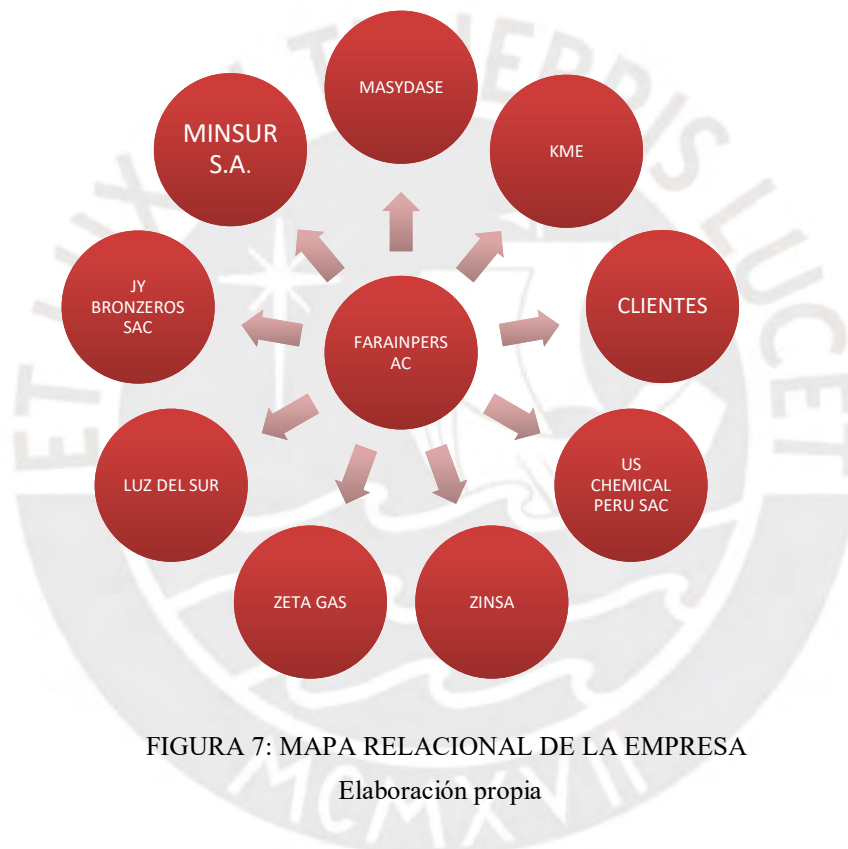 MASYDASE
MINSUR
S.A.
KME
JY
BRONZEROS
SAC
CLIENTES
FARAINPERS
AC
LUZ DEL SUR
US
CHEMICAL
PERU SAC
ZETA GAS
ZINSA
FIGURA 7: MAPA RELACIONAL DE LA EMPRESA
Elaboración propia
MCMXVII